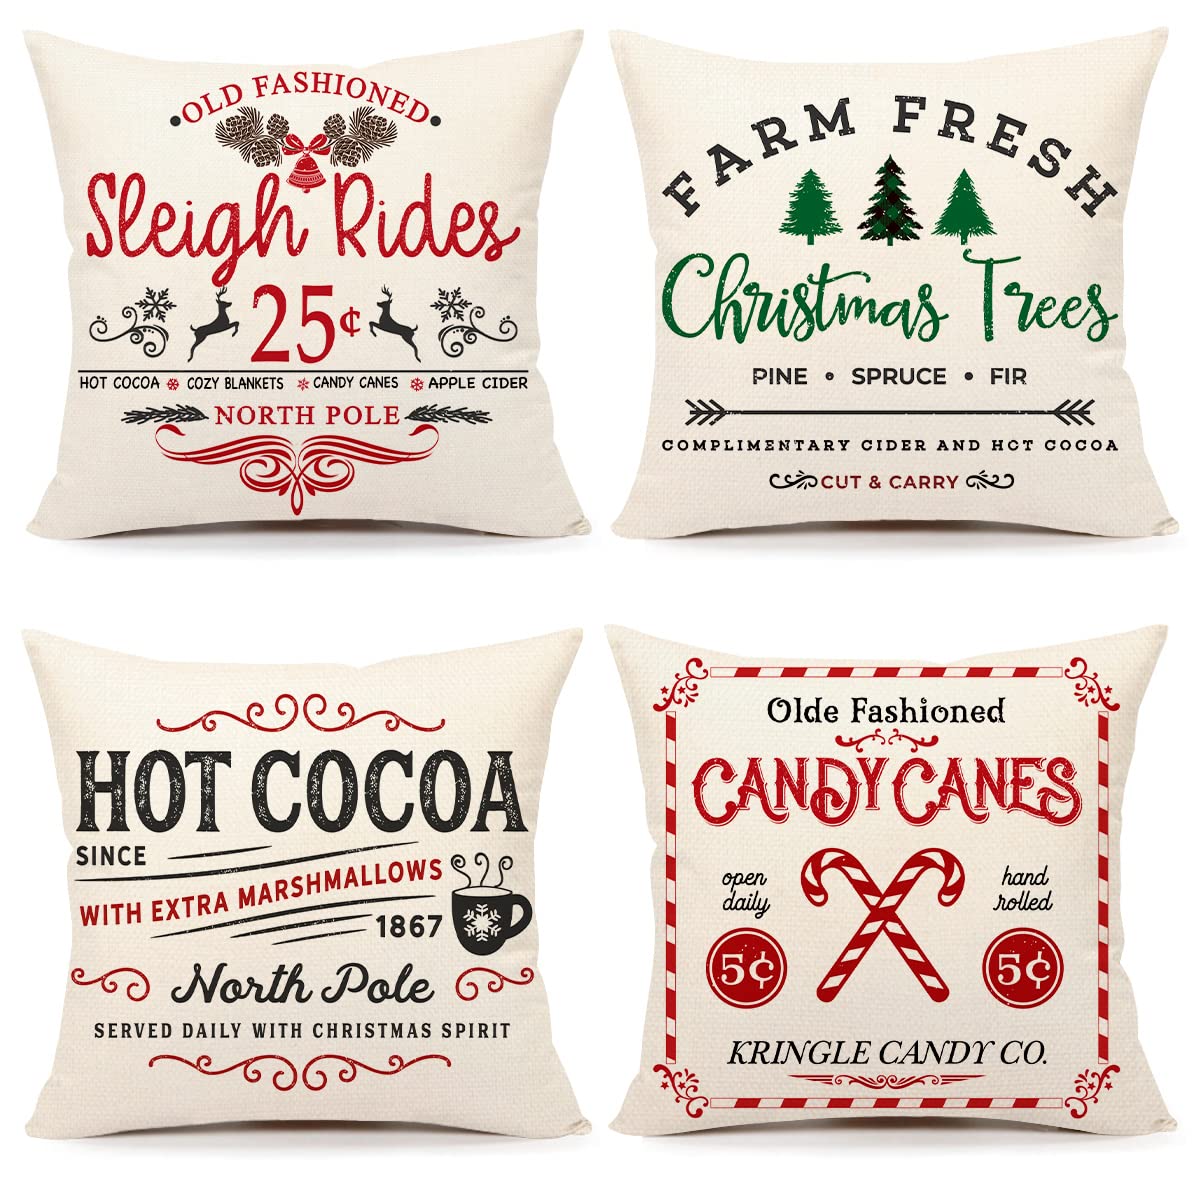 OLD FASHIONED
Sleigh Rides
25¢
HOT COCOA COZY BLANKETS CANDY CANES APPLE CIDER
NORTH POLE
FARM FRESH
Christmas Trees
PINE • SPRUCE • FIR
COMPLIMENTARY CIDER AND HOT COCOA
CUT & CARRY
HOT COCOA
SINCE
WITH EXTRA MARSHMALLOWS
1867
North Pole
SERVED DAILY WITH CHRISTMAS SPIRIT
Olde Fashioned
CANDY CANES
open daily
hand rolled
5¢
5¢
KRINGLE CANDY CO.